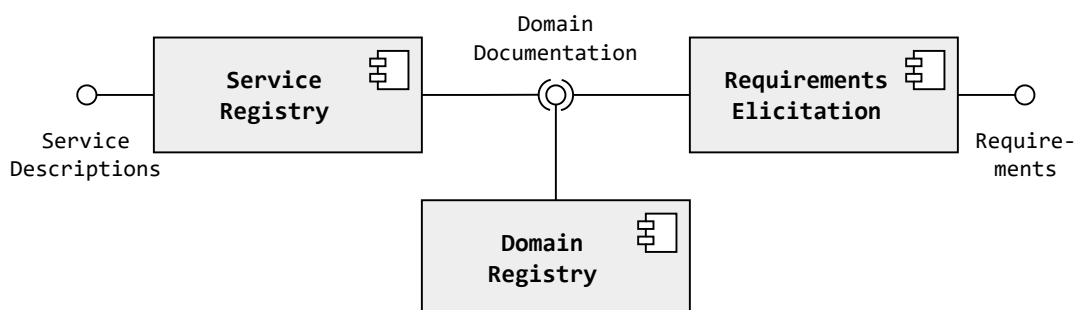 Domain
Documentation
Service
Registry
Requirements
Elicitation
Service
Descriptions
Require-
ments
Domain
Registry